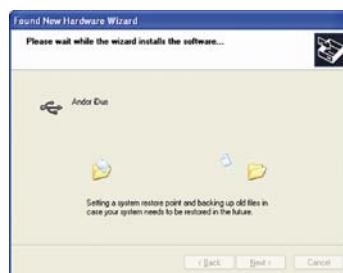 Found New Hardware Wizard
Please wait while the wizard installs the software...
Andor iDus
Setting a system restore point and backing up old files in
case your system needs to be restored in the future.
< Back
Next >
Cancel